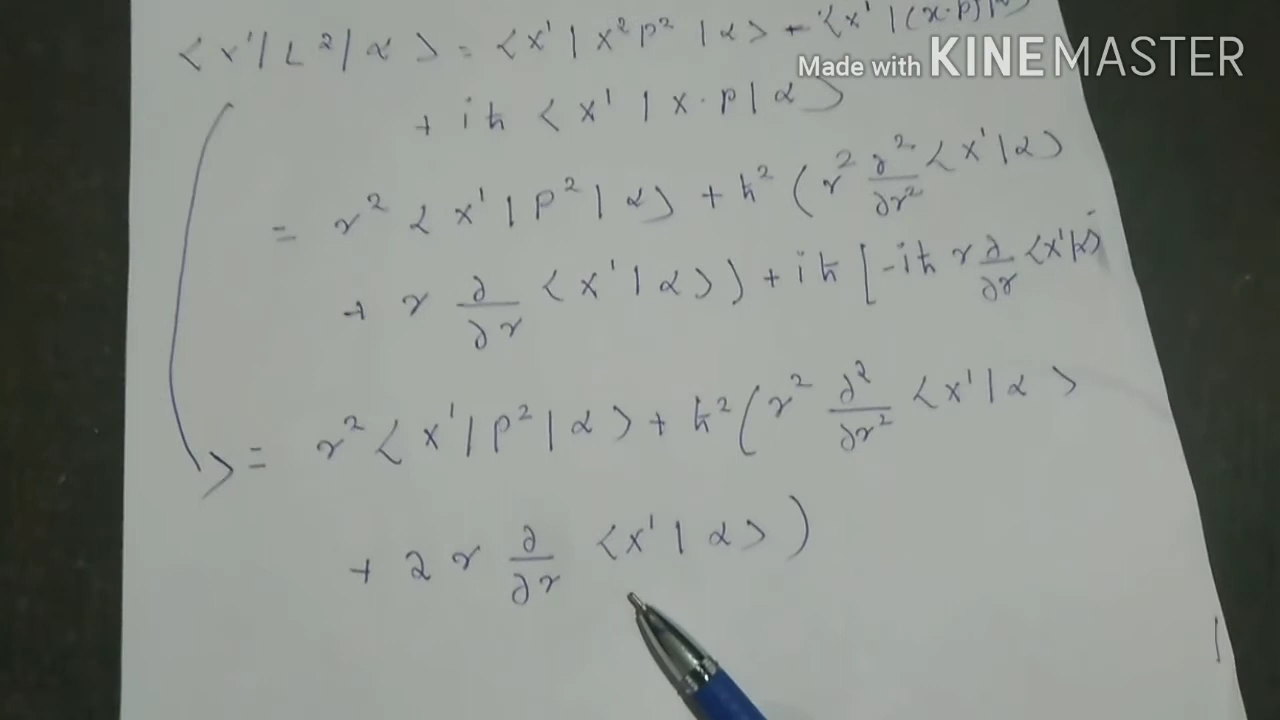 ⟨x'|L²|α⟩ = ⟨x'|x²p²|α⟩ - ⟨x'|(x·p)²
Made with KINEMASTER
+ iħ ⟨x'|x·p|α⟩
= r² ⟨x'|p²|α⟩ + ħ² (r² ∂²/∂r² ⟨x'|α⟩
+ r ∂/∂r ⟨x'|α⟩) + iħ [-iħ r ∂/∂r ⟨x'|α⟩
= r² ⟨x'|p²|α⟩ + ħ² (r² ∂²/∂r² ⟨x'|α⟩
+ 2r ∂/∂r ⟨x'|α⟩)